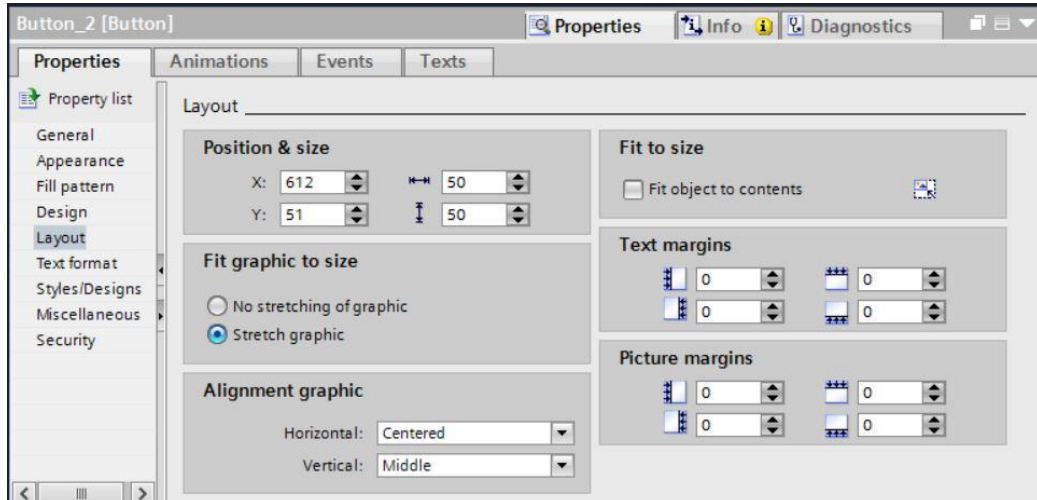 Button_2 [Button]
Properties
Info
Diagnostics
Properties
Animations
Events
Texts
Property list
General
Appearance
Fill pattern
Design
Layout
Text format
Styles/Designs
Miscellaneous
Security
Layout
Position & size
X: 612
50
Y: 51
50
Fit graphic to size
No stretching of graphic
Stretch graphic
Alignment graphic
Horizontal: Centered
Vertical: Middle
Fit to size
Fit object to contents
Text margins
0 0
0 0
Picture margins
0 0
0 0